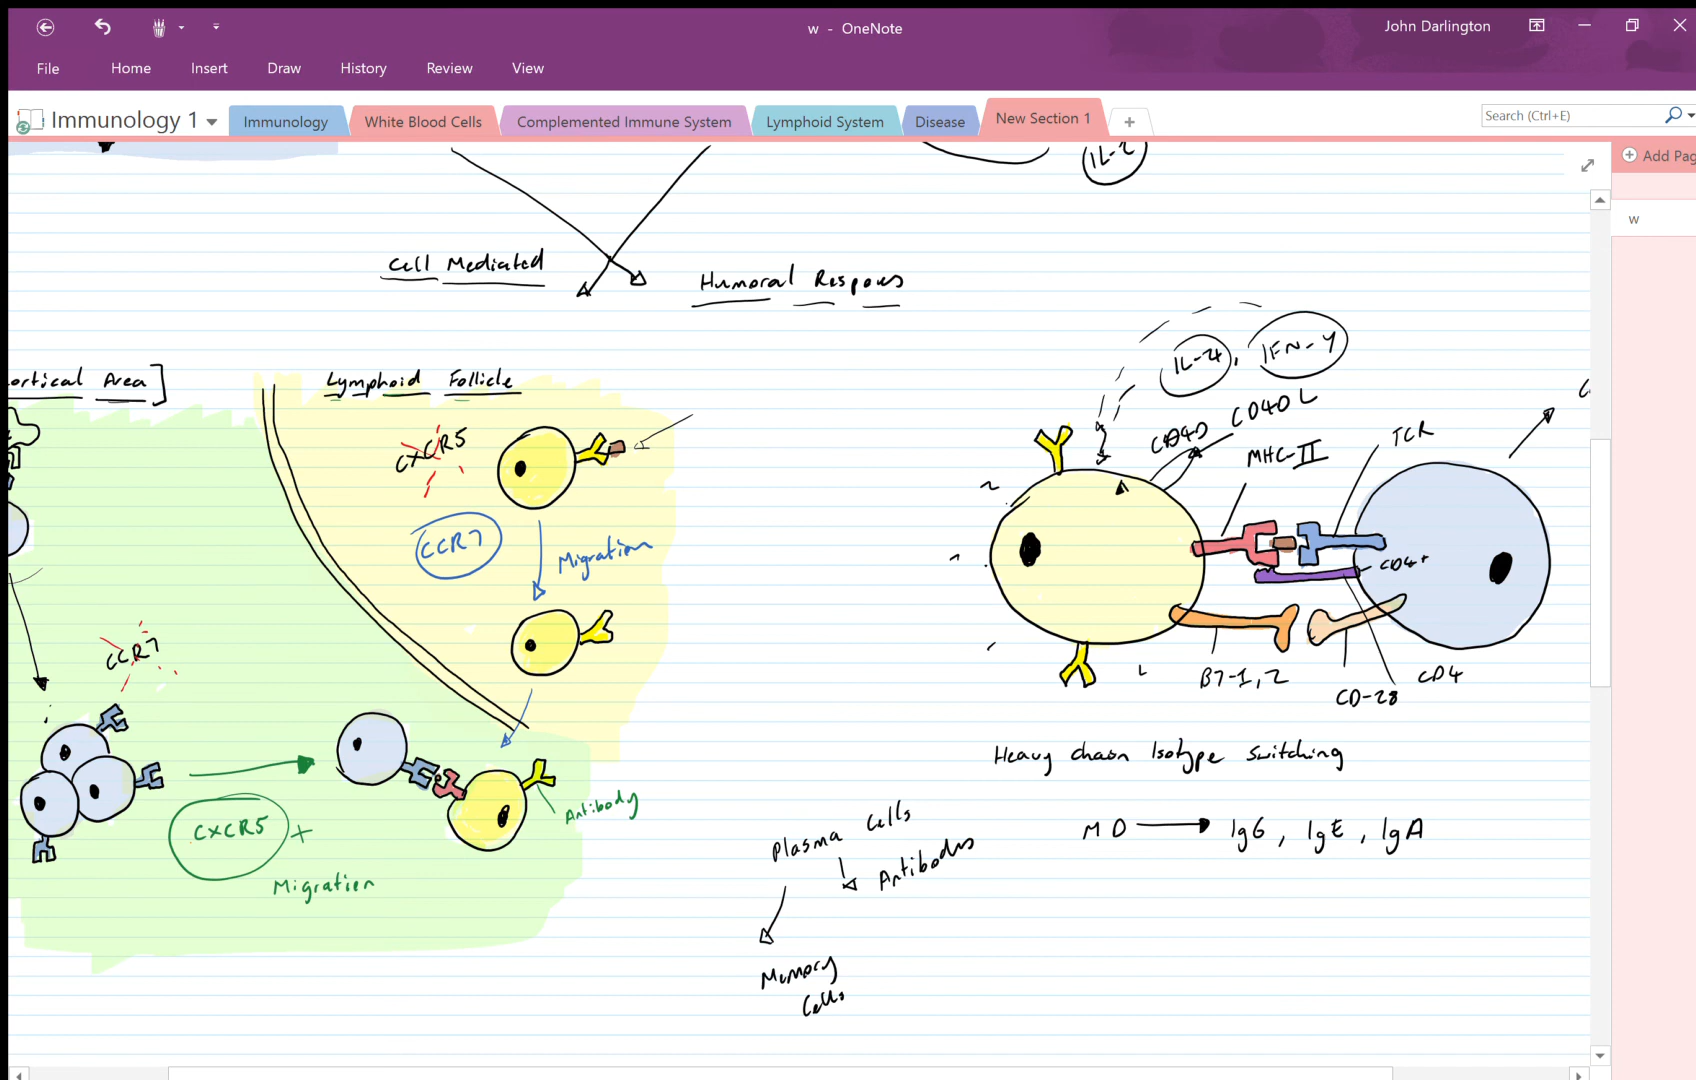 w - OneNote
John Darlington
File Home Insert Draw History Review View
Immunology 1
Immunology White Blood Cells Complemented Immune System Lymphoid System Disease New Section 1
Search (Ctrl+E)
Add Pag
w
IL-2
Cell Mediated
Humoral Respons
ortical Area]
Lymphoid Follicle
CXCR5
CCR7
Migration
CCR7
CXCR5 +
Migration
Antibody
IL-4, IFN-γ
CD40
CD40L
MHC-II
TCR
CD4+
B7-1,2
CD-28
CD4
Heavy chain Isotype switching
M D → IgG, IgE, IgA
Plasma Cells
Antibodies
Memory
Cells